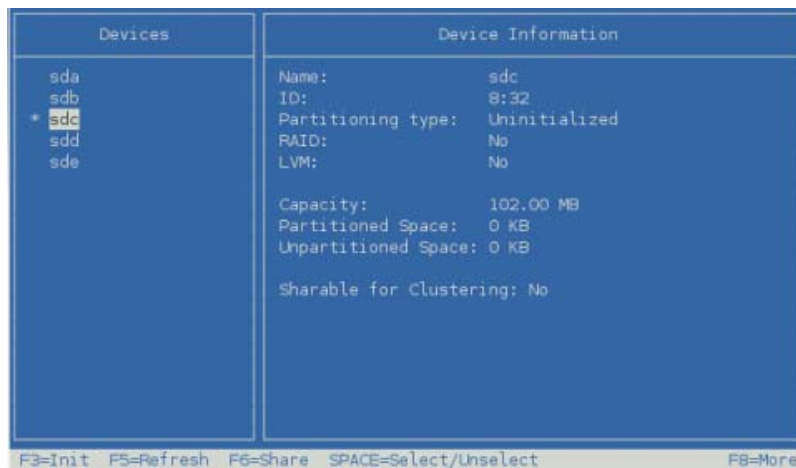 Devices
Device Information
sda
sdb
* sdc
sdd
sde
Name: sdc
ID: 8:32
Partitioning type: Uninitialized
RAID: No
LVM: No
Capacity: 102.00 MB
Partitioned Space: 0 KB
Unpartitioned Space: 0 KB
Sharable for Clustering: No
F3=Init F5=Refresh F6=Share SPACE=Select/Unselect F8=More